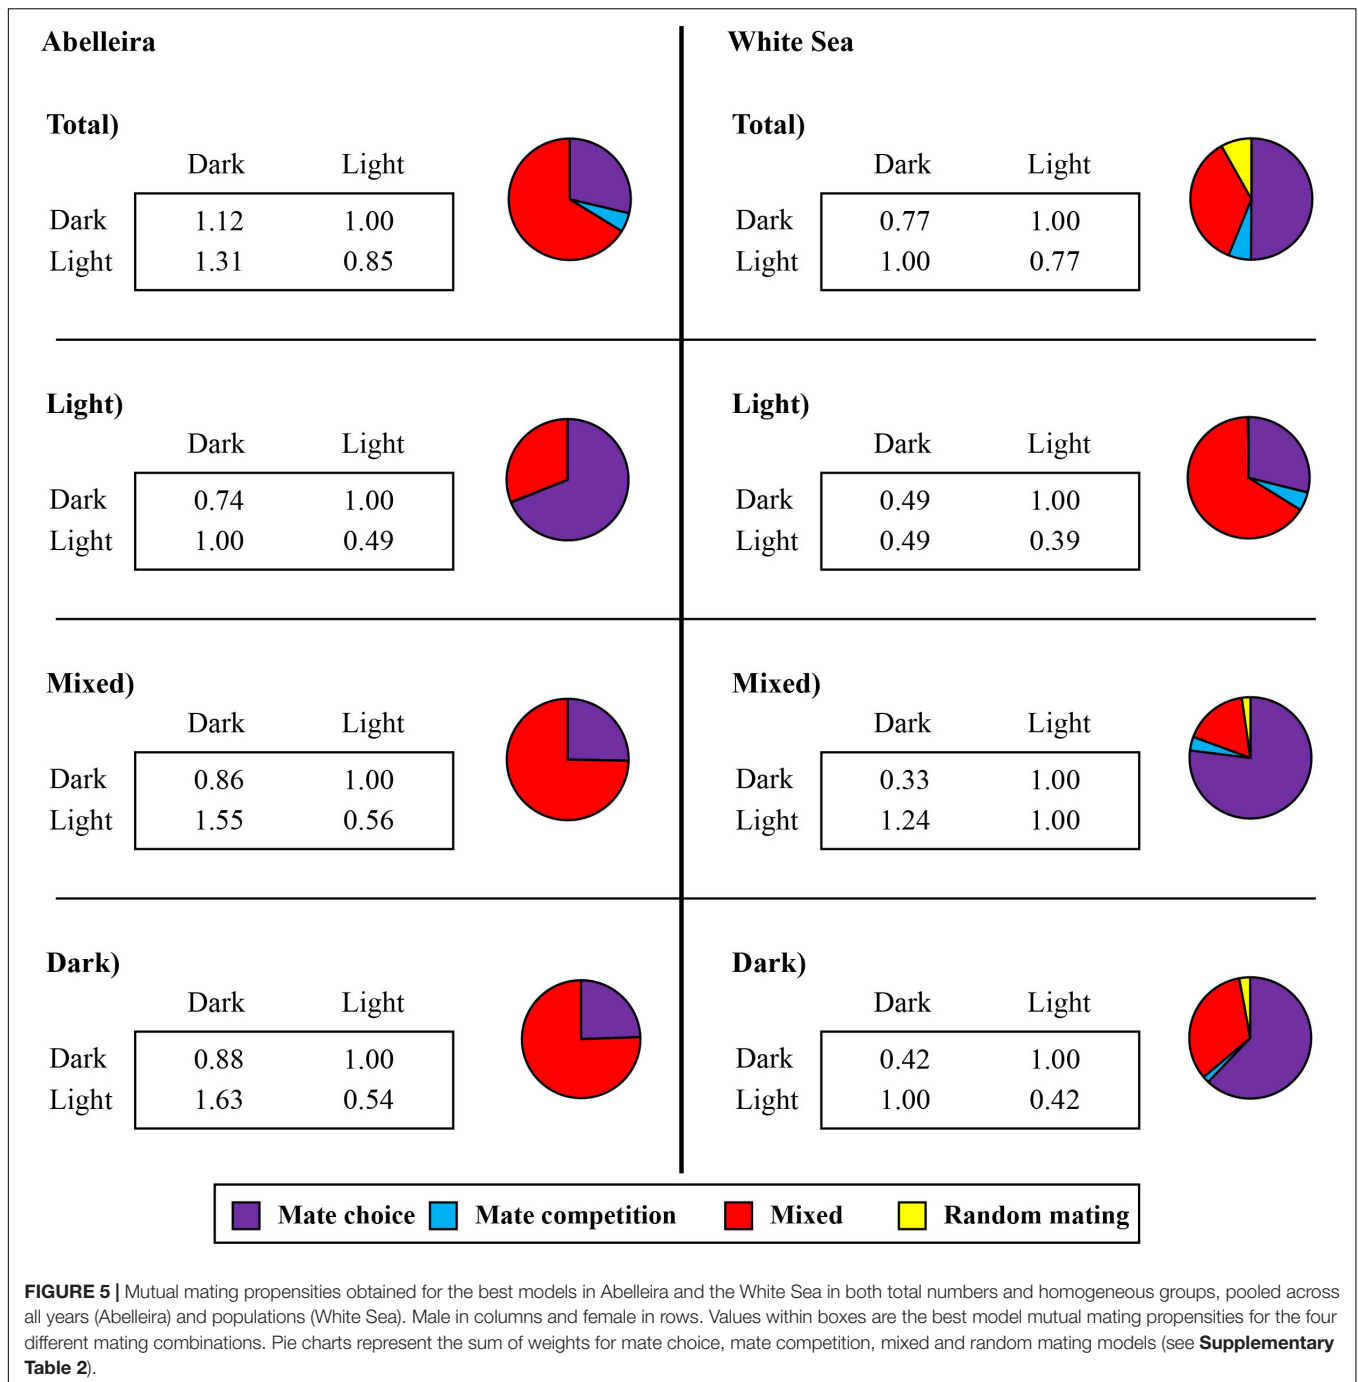 Abelleira
Total)
Dark Light
Dark 1.12 1.00
Light 1.31 0.85
Light)
Dark Light
Dark 0.74 1.00
Light 1.00 0.49
Mixed)
Dark Light
Dark 0.86 1.00
Light 1.55 0.56
Dark)
Dark Light
Dark 0.88 1.00
Light 1.63 0.54
White Sea
Total)
Dark Light
Dark 0.77 1.00
Light 1.00 0.77
Light)
Dark Light
Dark 0.49 1.00
Light 0.49 0.39
Mixed)
Dark Light
Dark 0.33 1.00
Light 1.24 1.00
Dark)
Dark Light
Dark 0.42 1.00
Light 1.00 0.42
Mate choice Mate competition Mixed Random mating
FIGURE 5 | Mutual mating propensities obtained for the best models in Abelleira and the White Sea in both total numbers and homogeneous groups, pooled across
all years (Abelleira) and populations (White Sea). Male in columns and female in rows. Values within boxes are the best model mutual mating propensities for the four
different mating combinations. Pie charts represent the sum of weights for mate choice, mate competition, mixed and random mating models (see Supplementary
Table 2).